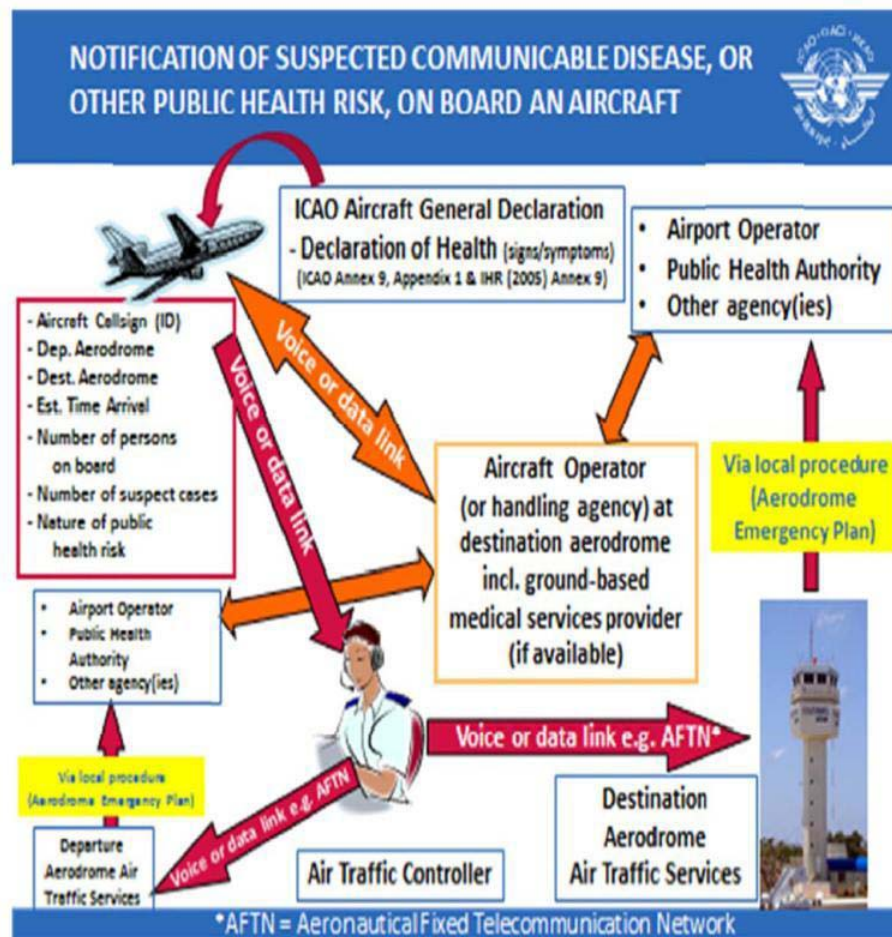 NOTIFICATION OF SUSPECTED COMMUNICABLE DISEASE, OR
OTHER PUBLIC HEALTH RISK, ON BOARD AN AIRCRAFT
ICAO Aircraft General Declaration
- Declaration of Health (signs/symptoms)
(ICAO Annex 9, Appendix 1 & IHR (2005) Annex 9)
• Airport Operator
• Public Health Authority
• Other agency(ies)
- Aircraft Callsign (ID)
- Dep. Aerodrome
- Dest. Aerodrome
- Est. Time Arrival
- Number of persons
on board
- Number of suspect cases
- Nature of public
health risk
Voice or data link
Voice or data link
Aircraft Operator
(or handling agency) at
destination aerodrome
incl. ground-based
medical services provider
(if available)
Via local procedure
(Aerodrome
Emergency Plan)
• Airport Operator
• Public Health
Authority
• Other agency(ies)
Voice or data link e.g. AFTN*
Via local procedure
(Aerodrome Emergency Plan)
Voice or data link e.g. AFTN
Departure
Aerodrome Air
Traffic Services
Air Traffic Controller
Destination
Aerodrome
Air Traffic Services
*AFTN = Aeronautical Fixed Telecommunication Network